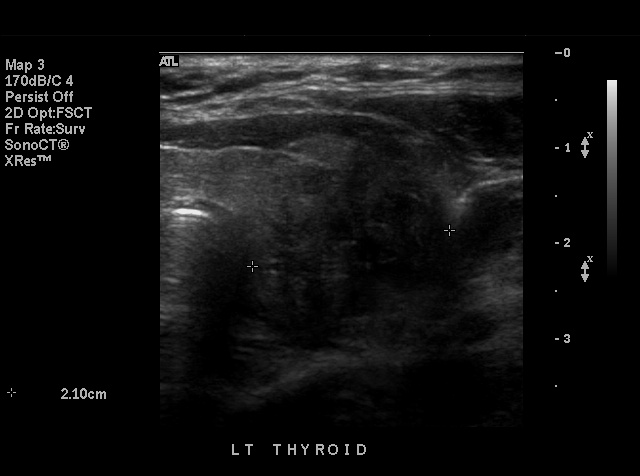 Map 3
170dB/C 4
Persist Off
2D Opt:FSCT
Fr Rate:Surv
SonoCT®
XRes™
ATL
0
1
x
2
x
3
2.10cm
LT THYROID